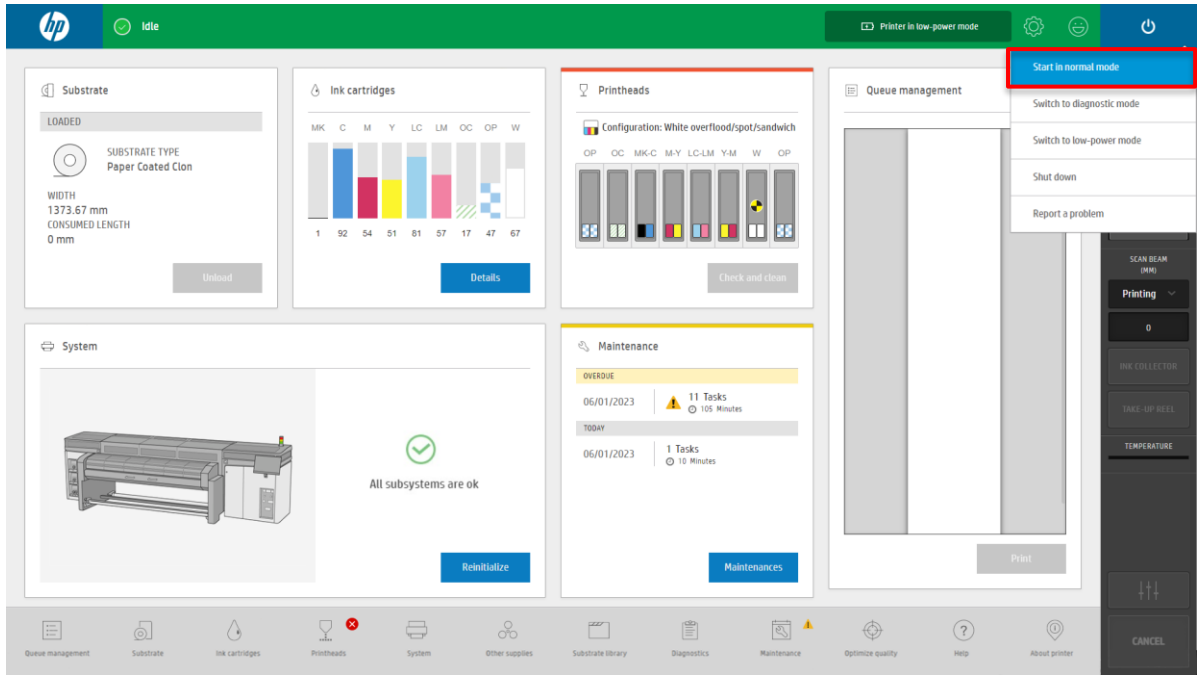 hp
Idle
Printer in low-power mode
Start in normal mode
Switch to diagnostic mode
Switch to low-power mode
Shut down
Report a problem
Substrate
LOADED
SUBSTRATE TYPE
Paper Coated Clon
WIDTH
1373.67 mm
CONSUMED LENGTH
0 mm
Unload
Ink cartridges
MK C M Y LC LM OC OP W
1 92 54 51 81 57 17 47 67
Details
Printheads
Configuration: White overflood/spot/sandwich
OP OC MK-C M-Y LC-LM Y-M W OP
Check and clean
Queue management
Print
System
All subsystems are ok
Reinitialize
Maintenance
OVERDUE
06/01/2023
11 Tasks
105 Minutes
TODAY
06/01/2023
1 Tasks
10 Minutes
Maintenances
SCAN BEAM
(MM)
Printing
0
INK COLLECTOR
TAKE-UP REEL
TEMPERATURE
CANCEL
Queue management
Substrate
Ink cartridges
Printheads
System
Other supplies
Substrate library
Diagnostics
Maintenance
Optimize quality
Help
About printer